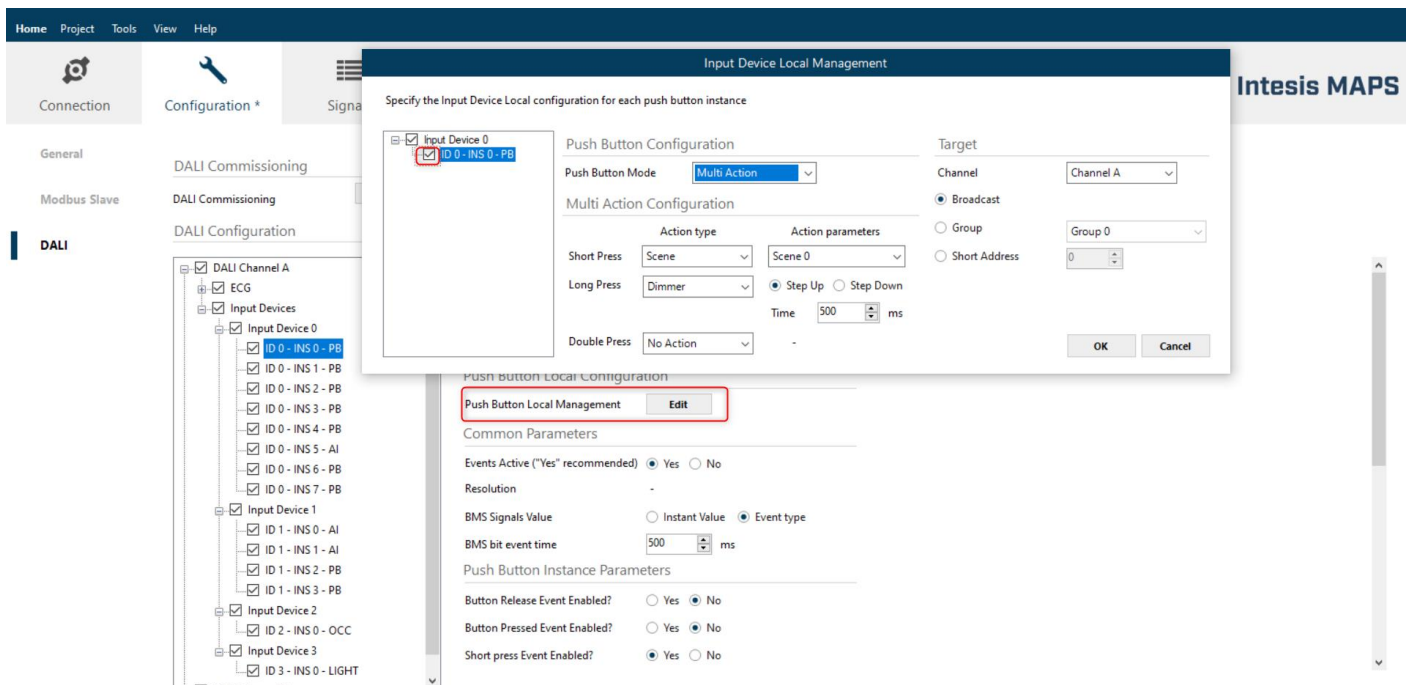 Home Project Tools View Help
Connection
Configuration *
Signa
Intesis MAPS
General
Modbus Slave
DALI
DALI Commissioning
DALI Commissioning
DALI Configuration
DALI Channel A
ECG
Input Devices
Input Device 0
ID 0 - INS 0 - PB
ID 0 - INS 1 - PB
ID 0 - INS 2 - PB
ID 0 - INS 3 - PB
ID 0 - INS 4 - PB
ID 0 - INS 5 - AI
ID 0 - INS 6 - PB
ID 0 - INS 7 - PB
Input Device 1
ID 1 - INS 0 - AI
ID 1 - INS 1 - AI
ID 1 - INS 2 - PB
ID 1 - INS 3 - PB
Input Device 2
ID 2 - INS 0 - OCC
Input Device 3
ID 3 - INS 0 - LIGHT
Input Device Local Management
Specify the Input Device Local configuration for each push button instance
Input Device 0
ID 0 - INS 0 - PB
Push Button Configuration
Push Button Mode Multi Action
Multi Action Configuration
Action type Action parameters
Short Press Scene Scene 0
Long Press Dimmer Step Up Step Down
Time 500 ms
Double Press No Action -
Target
Channel Channel A
Broadcast
Group Group 0
Short Address 0
OK Cancel
Push Button Local Configuration
Push Button Local Management Edit
Common Parameters
Events Active ("Yes" recommended) Yes No
Resolution -
BMS Signals Value Instant Value Event type
BMS bit event time 500 ms
Push Button Instance Parameters
Button Release Event Enabled? Yes No
Button Pressed Event Enabled? Yes No
Short press Event Enabled? Yes No